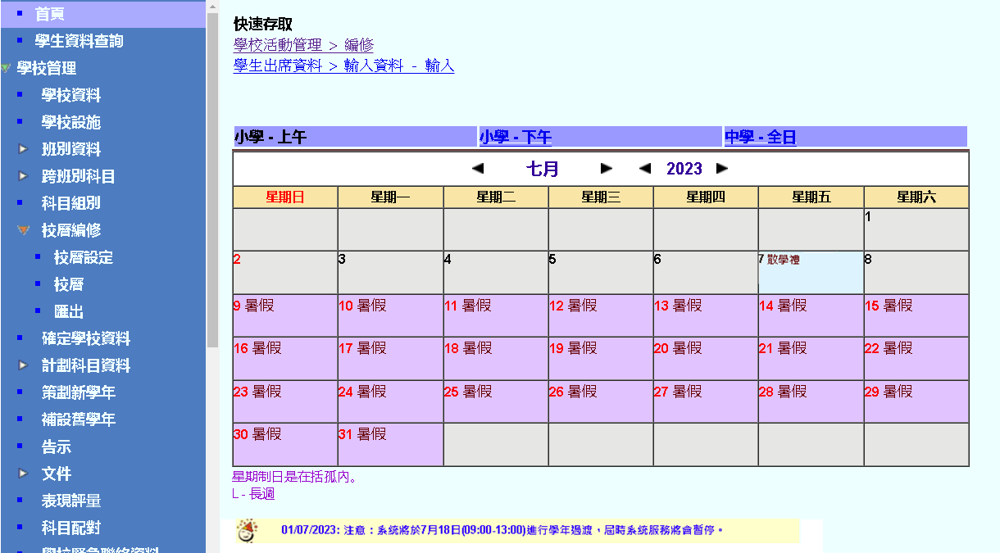 首頁
學生資料查詢
學校管理
學校資料
學校設施
班別資料
跨班別科目
科目組別
校曆編修
校曆設定
校曆
匯出
確定學校資料
計劃科目資料
策劃新學年
補設舊學年
告示
文件
表現評量
科目配對
學校緊急聯絡資料
快速存取
學校活動管理 > 編修
學生出席資料 > 輸入資料 - 輸入
小學 - 上午 小學 - 下午 中學 - 全日
七月 2023
星期日 星期一 星期二 星期三 星期四 星期五 星期六
1
2 3 4 5 6 7 散學禮 8
9 暑假 10 暑假 11 暑假 12 暑假 13 暑假 14 暑假 15 暑假
16 暑假 17 暑假 18 暑假 19 暑假 20 暑假 21 暑假 22 暑假
23 暑假 24 暑假 25 暑假 26 暑假 27 暑假 28 暑假 29 暑假
30 暑假 31 暑假
星期制日是在括孤內。
L - 長週
01/07/2023: 注意：系統將於7月18日(09:00-13:00)進行學年過渡，屆時系統服務將會暫停。